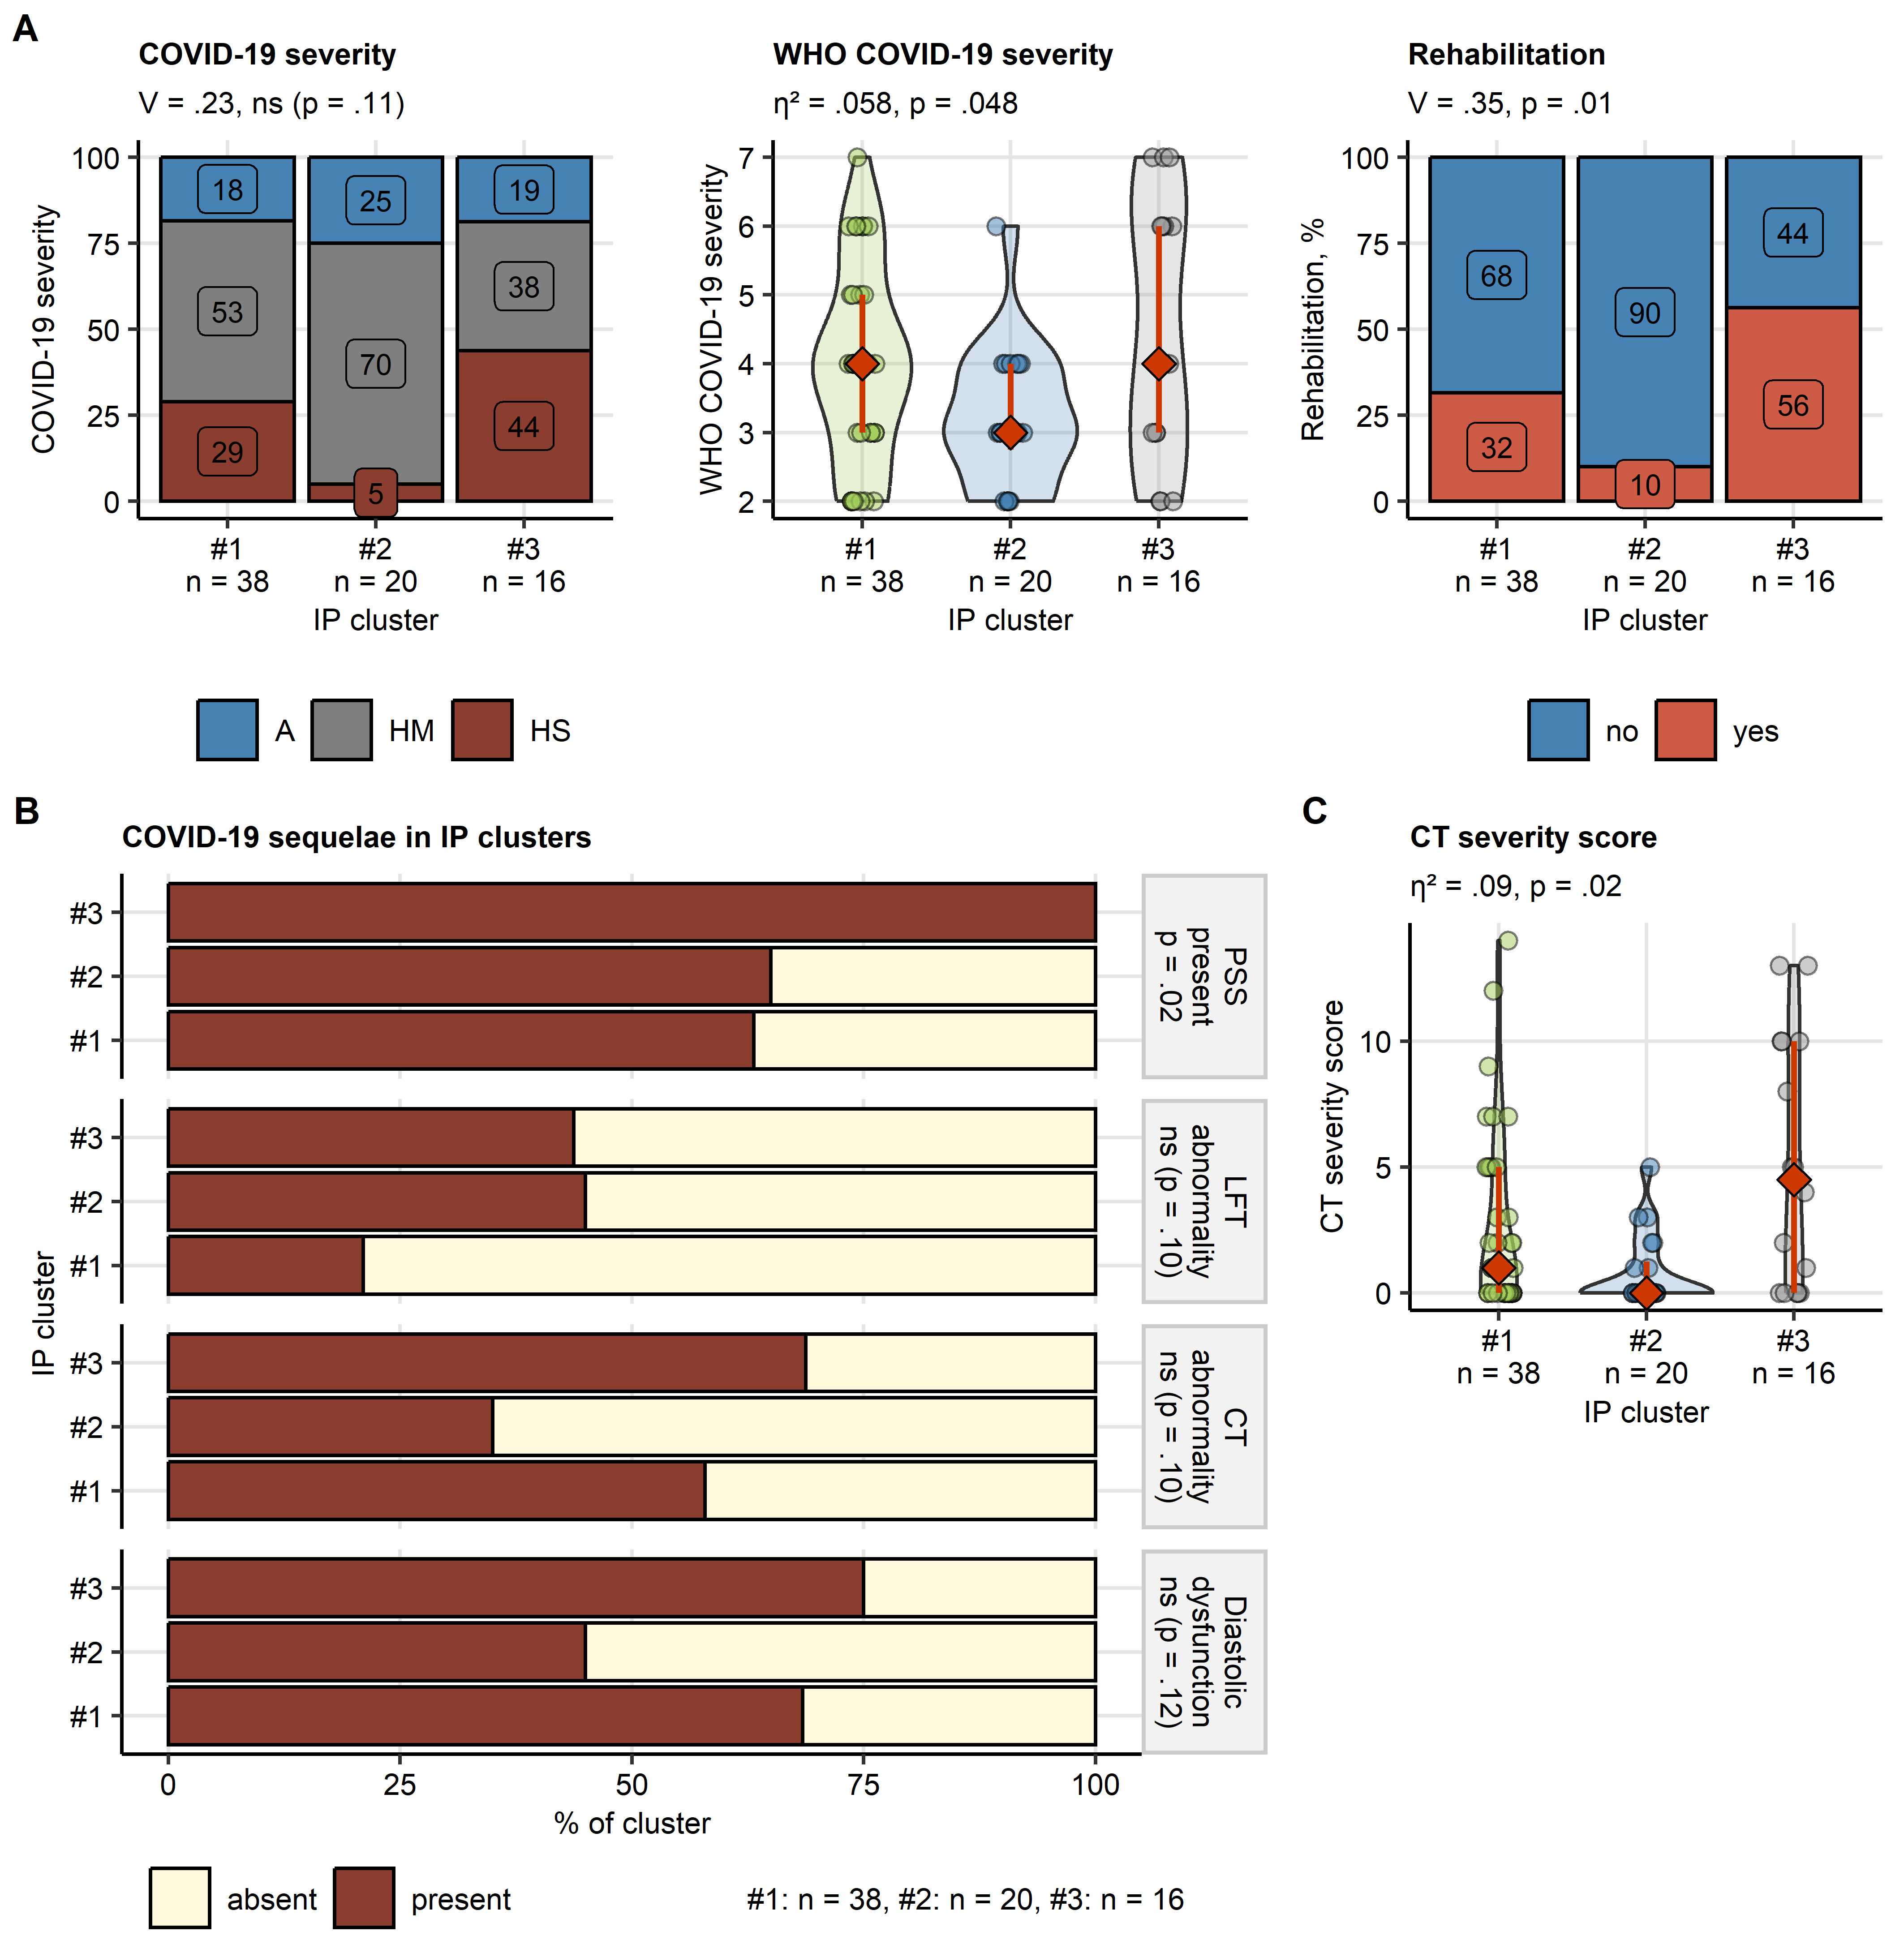 A
COVID-19 severity
V = .23, ns (p = .11)
COVID-19 severity
100
75
50
25
0
18
53
29
25
70
5
19
38
44
#1
n = 38
#2
n = 20
#3
n = 16
IP cluster
A HM HS
WHO COVID-19 severity
η² = .058, p = .048
WHO COVID-19 severity
7
6
5
4
3
2
#1
n = 38
#2
n = 20
#3
n = 16
IP cluster
Rehabilitation
V = .35, p = .01
Rehabilitation, %
100
75
50
25
0
68
32
90
10
44
56
#1
n = 38
#2
n = 20
#3
n = 16
IP cluster
no yes
B
COVID-19 sequelae in IP clusters
IP cluster
#3
#2
#1
PSS
present
p = .02
#3
#2
#1
LFT
abnormality
ns (p = .10)
#3
#2
#1
CT
abnormality
ns (p = .10)
#3
#2
#1
Diastolic
dysfunction
ns (p = .12)
0 25 50 75 100
% of cluster
absent present
#1: n = 38, #2: n = 20, #3: n = 16
C
CT severity score
η² = .09, p = .02
CT severity score
10
5
0
#1
n = 38
#2
n = 20
#3
n = 16
IP cluster